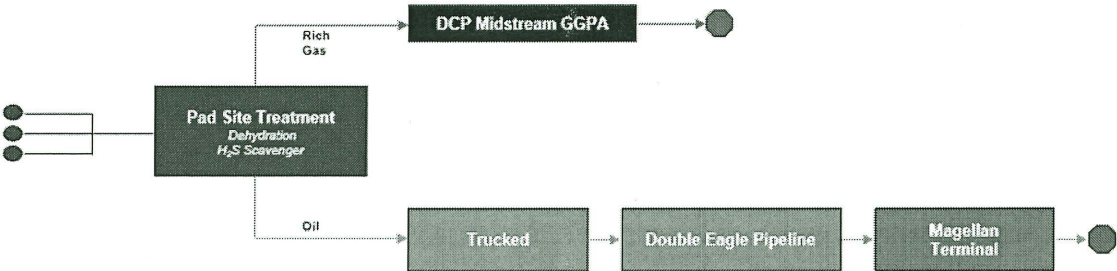 DCP Midstream GGPA
Rich
Gas
Pad Site Treatment
Dehydration
H₂S Scavenger
Oil
Trucked
Double Eagle Pipeline
Magellan
Terminal